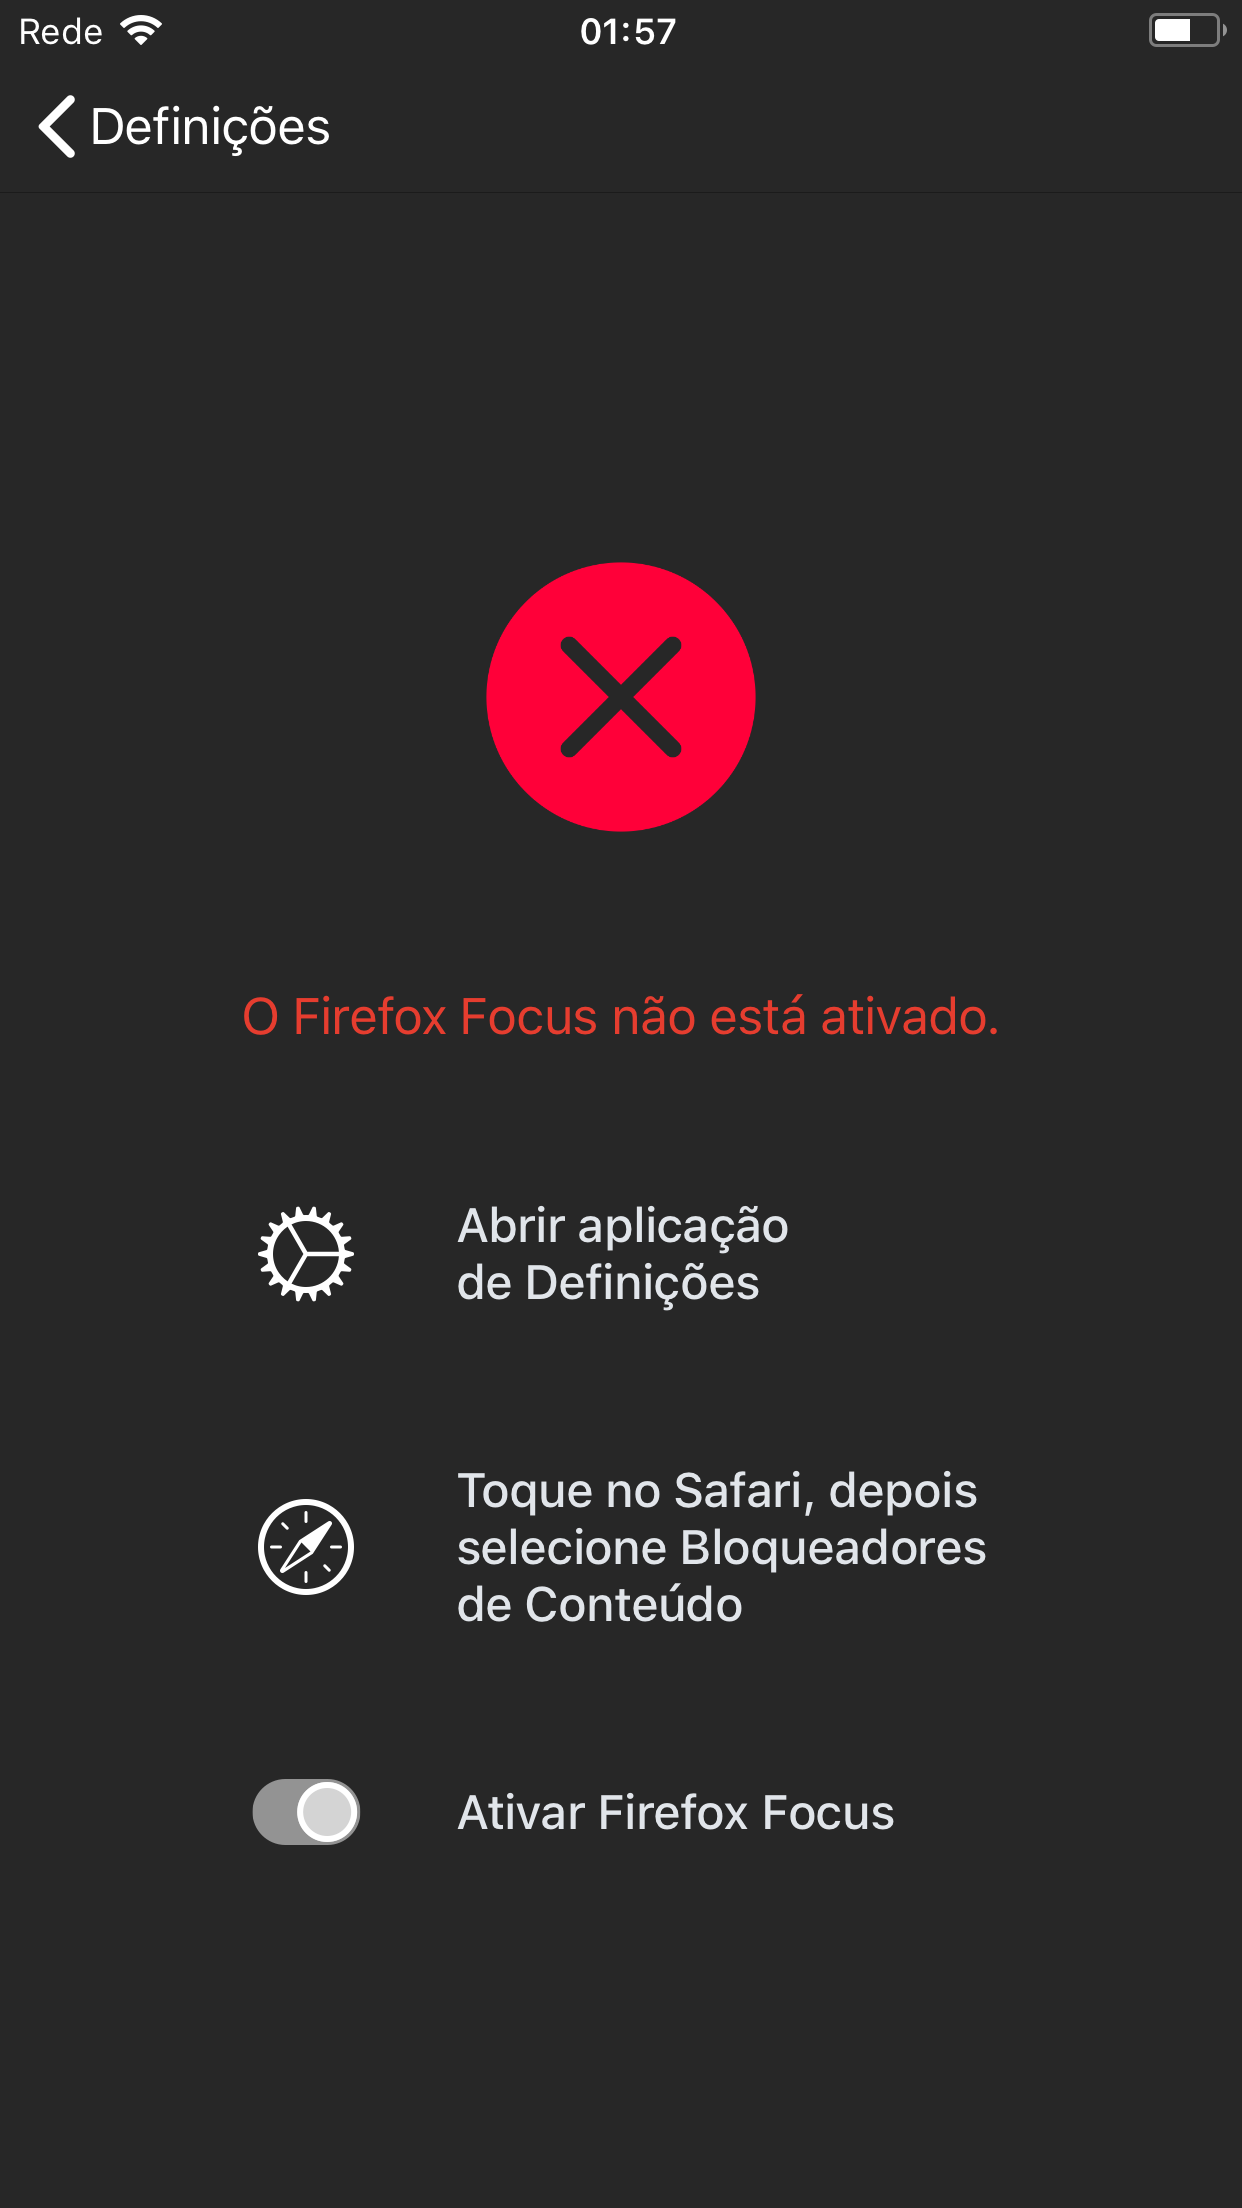 Rede
01:57
Definições
O Firefox Focus não está ativado.
Abrir aplicação
de Definições
Toque no Safari, depois
selecione Bloqueadores
de Conteúdo
Ativar Firefox Focus